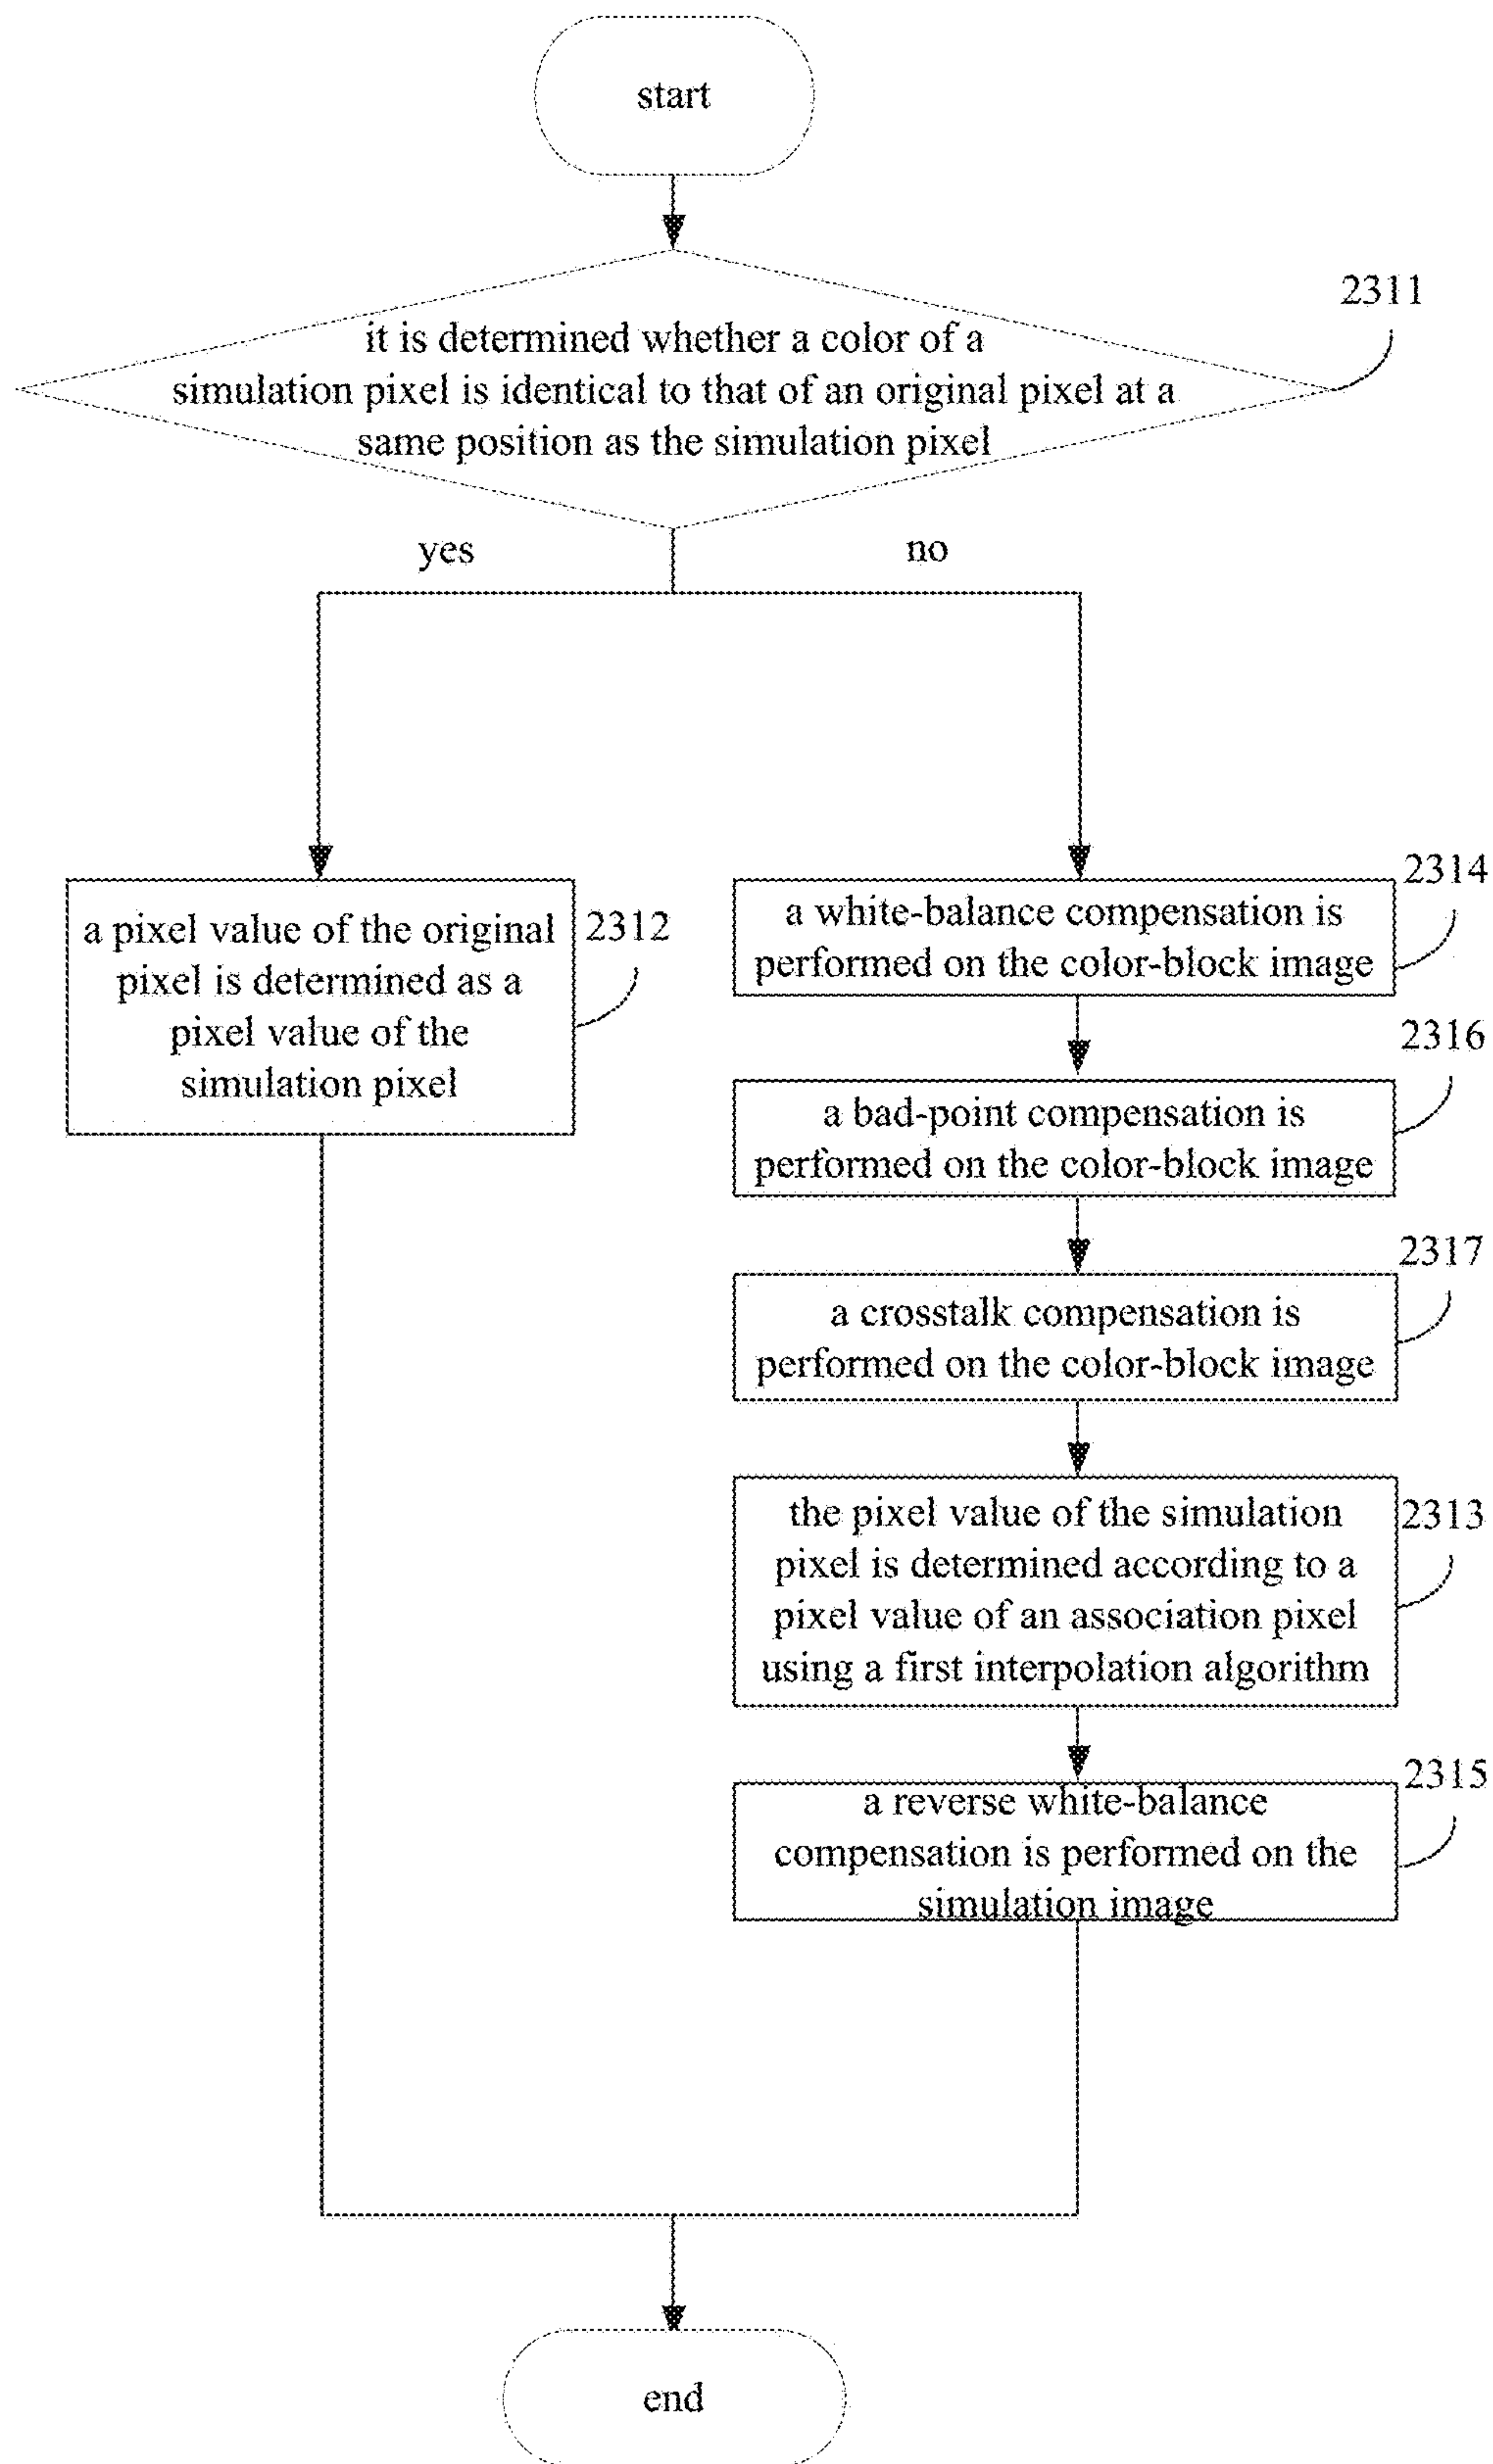 start
2311
it is determined whether a color of a
simulation pixel is identical to that of an original pixel at a
same position as the simulation pixel
yes
no
a pixel value of the original
pixel is determined as a
pixel value of the
simulation pixel
2312
2314
a white-balance compensation is
performed on the color-block image
2316
a bad-point compensation is
performed on the color-block image
2317
a crosstalk compensation is
performed on the color-block image
2313
the pixel value of the simulation
pixel is determined according to a
pixel value of an association pixel
using a first interpolation algorithm
2315
a reverse white-balance
compensation is performed on the
simulation image
end